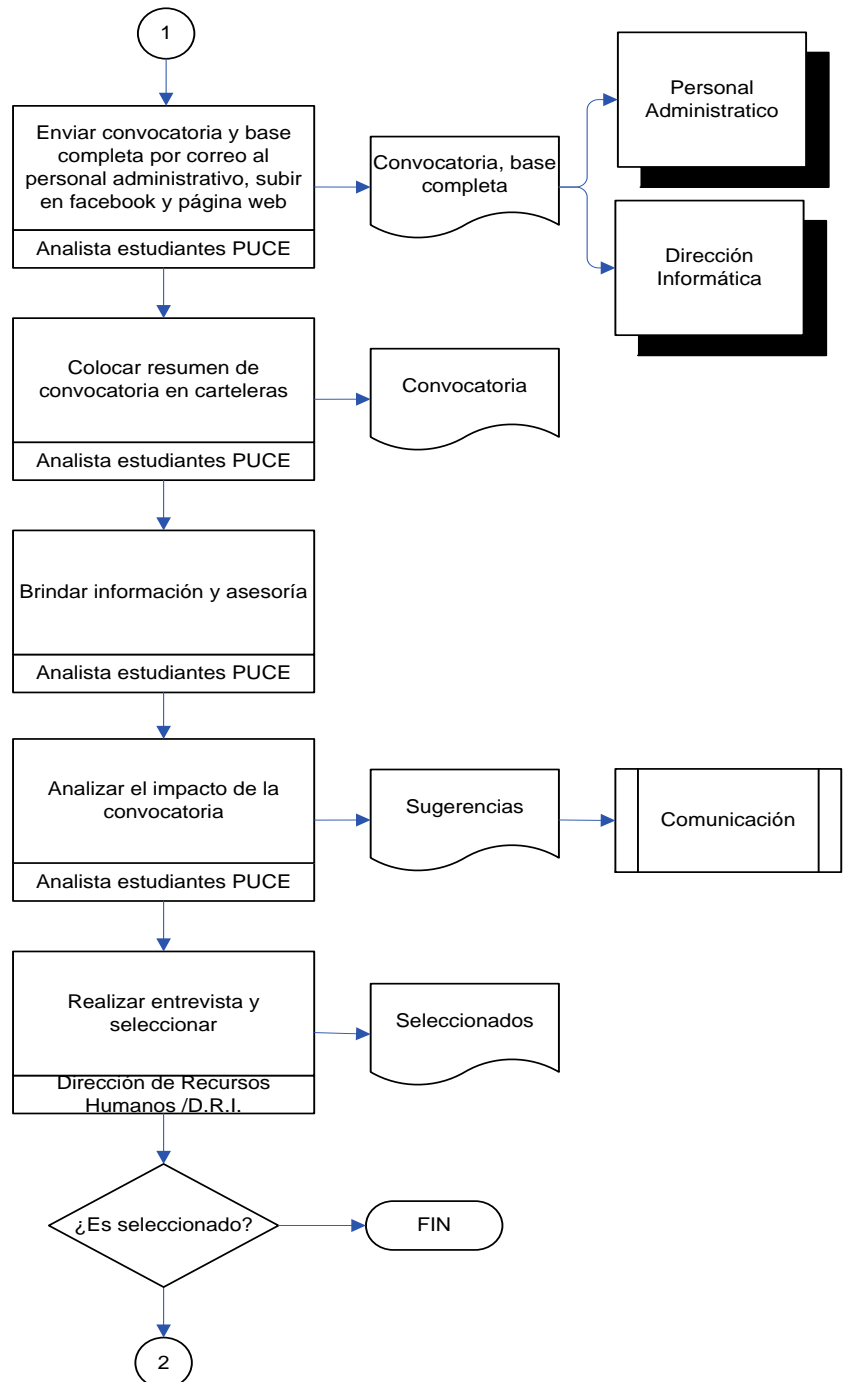 1
Enviar convocatoria y base
completa por correo al
personal administrativo, subir
en facebook y página web
Analista estudiantes PUCE
Convocatoria, base
completa
Personal
Administratico
Dirección
Informática
Colocar resumen de
convocatoria en carteleras
Analista estudiantes PUCE
Convocatoria
Brindar información y asesoría
Analista estudiantes PUCE
Analizar el impacto de la
convocatoria
Analista estudiantes PUCE
Sugerencias
Comunicación
Realizar entrevista y
seleccionar
Dirección de Recursos
Humanos /D.R.I.
Seleccionados
¿Es seleccionado?
FIN
2